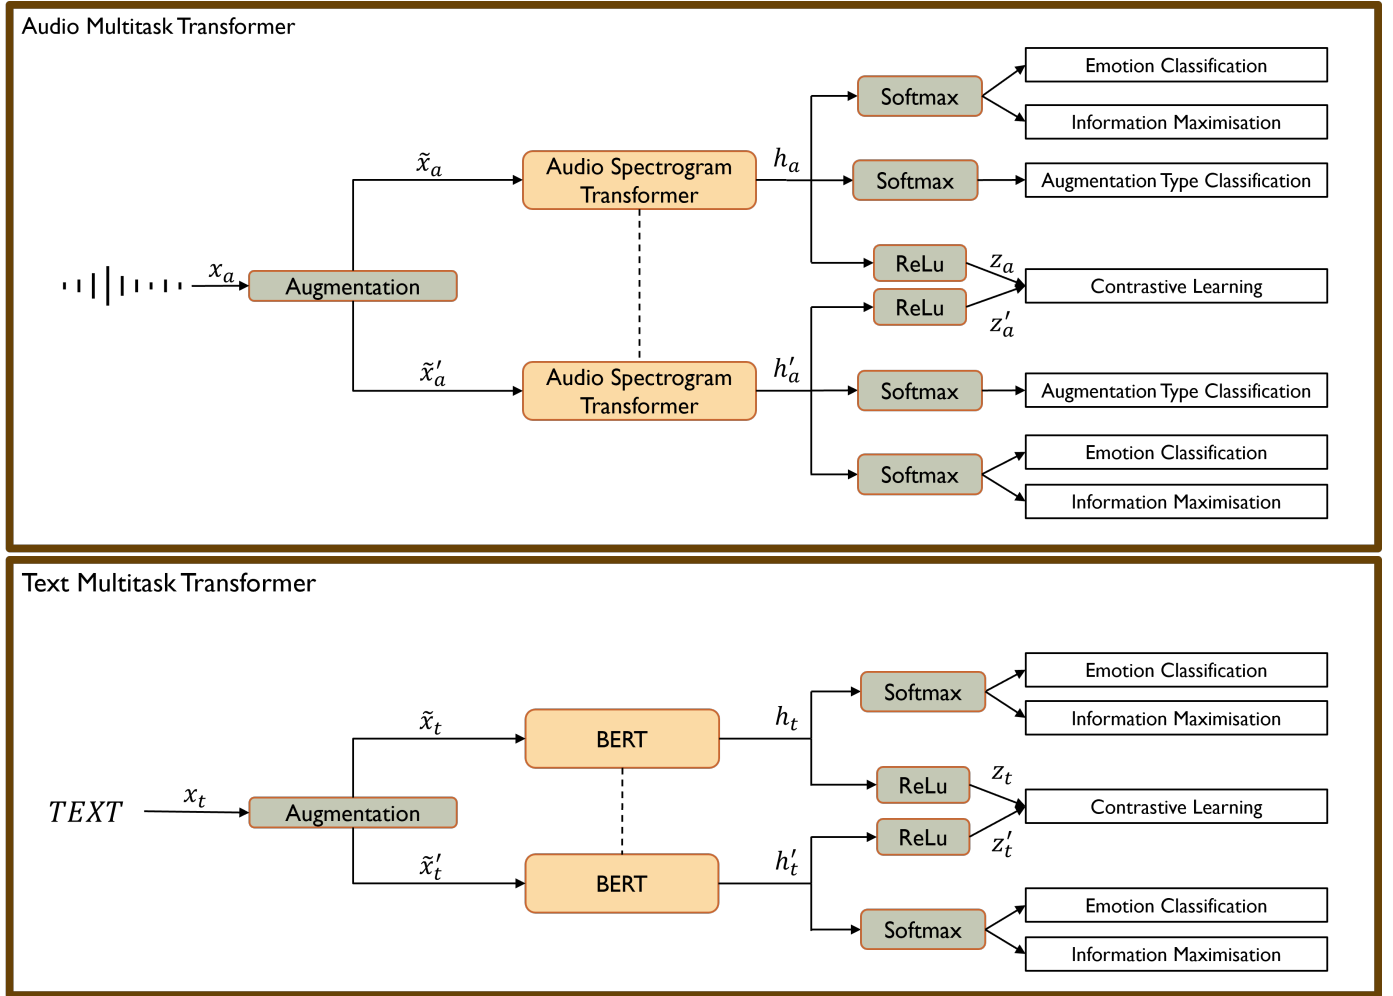 Audio Multitask Transformer
Emotion Classification
Softmax
Information Maximisation
x̃ₐ
Audio Spectrogram
Transformer
hₐ
Softmax
Augmentation Type Classification
xₐ
Augmentation
ReLu
zₐ
Contrastive Learning
ReLu
z′ₐ
x̃′ₐ
Audio Spectrogram
Transformer
h′ₐ
Softmax
Augmentation Type Classification
Emotion Classification
Softmax
Information Maximisation
Text Multitask Transformer
Emotion Classification
Softmax
Information Maximisation
x̃ₜ
BERT
hₜ
TEXT
xₜ
Augmentation
ReLu
zₜ
Contrastive Learning
ReLu
z′ₜ
x̃′ₜ
BERT
h′ₜ
Emotion Classification
Softmax
Information Maximisation